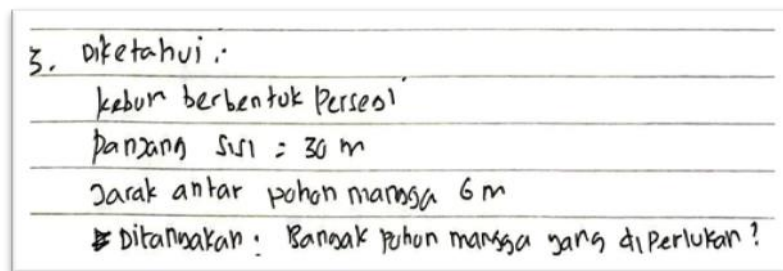 3. Diketahui :
kebun berbentuk Persegi
Panjang sisi = 30 m
Jarak antar pohon mangga 6 m
Ditanyakan : Banyak pohon mangga yang diperlukan ?